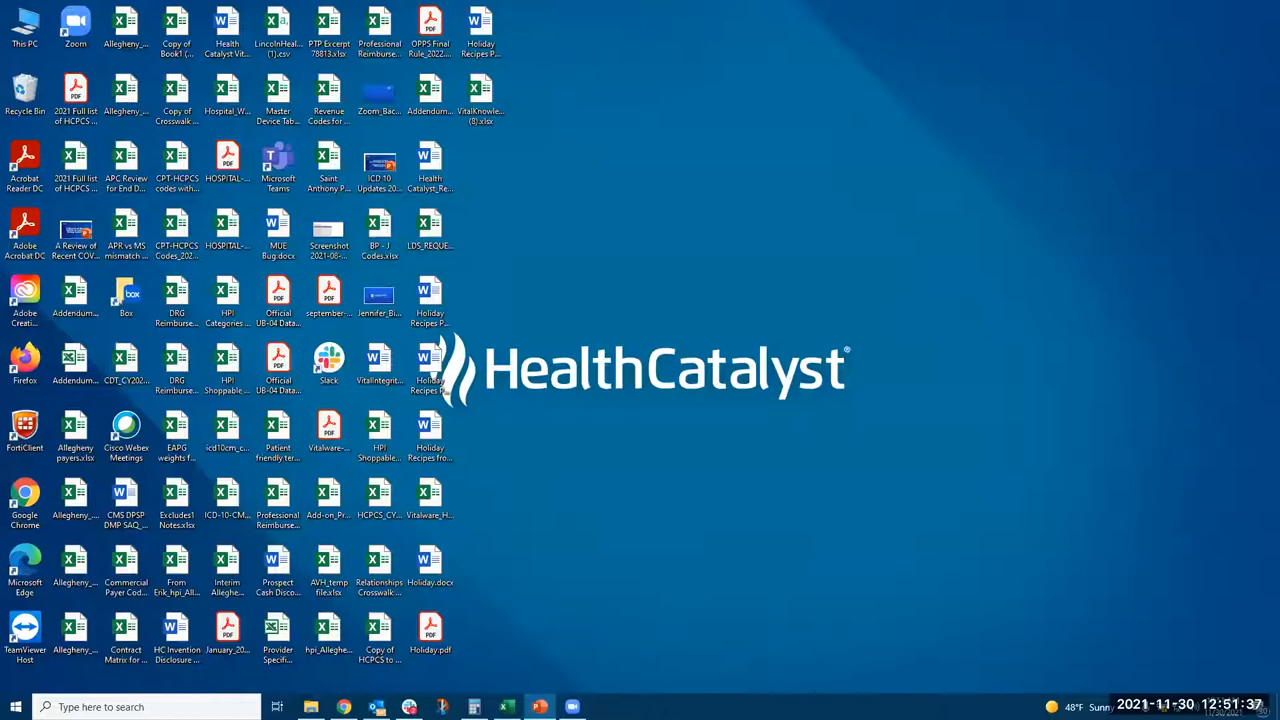 This PC
Zoom
Allegheny_...
Copy of
Book1 (...
Health
Catalyst Vit...
LincolnHeal...
(1).csv
PTP Excerpt
78813.xlsx
Professional
Reimburse...
OPPS Final
Rule_2022...
Holiday
Recipes P...
Recycle Bin
2021 Full list
of HCPCS ...
Allegheny_...
Copy of
Crosswalk ...
Hospital_W...
Master
Device Tab...
Revenue
Codes for ...
Zoom_Bac...
Addendum...
VitalKnowle...
(8).xlsx
Acrobat
Reader DC
2021 Full list
of HCPCS ...
APC Review
for End D...
CPT-HCPCS
codes with...
HOSPITAL-...
Microsoft
Teams
Saint
Anthony P...
ICD 10
Updates 20...
Health
Catalyst_Re...
Adobe
Acrobat DC
A Review of
Recent COV...
APR vs MS
mismatch ...
CPT-HCPCS
Codes_202...
HOSPITAL-...
MUE
Bug.docx
Screenshot
2021-08-...
BP - J
Codes.xlsx
LDS_REQUE...
Adobe
Creati...
Addendum...
Box
DRG
Reimburse...
HPI
Categories ...
Official
UB-04 Data...
september-...
Jennifer_Bi...
Holiday
Recipes P...
Firefox
Addendum...
CDT_CY202...
DRG
Reimburse...
HPI
Shoppable ...
Official
UB-04 Data...
Slack
VitalIntegrit...
Holiday
Recipes P...
HealthCatalyst®
FortiClient
Allegheny
payers.xlsx
Cisco Webex
Meetings
EAPG
weights f...
icd10cm_c...
Patient
friendly ter...
Vitalware-...
HPI
Shoppable...
Holiday
Recipes fro...
Google
Chrome
Allegheny_...
CMS DPSP
DMP SAQ_...
Excludes1
Notes.xlsx
ICD-10-CM...
Professional
Reimburse...
Add-on_Pr...
HCPCS_CY...
Vitalware_H...
Microsoft
Edge
Allegheny_...
Commercial
Payer Cod...
From
Erik_hpi_All...
Interim
Alleghe...
Prospect
Cash Disco...
AVH_temp
file.xlsx
Relationships
Crosswalk ...
Holiday.docx
TeamViewer
Host
Allegheny_...
Contract
Matrix for ...
HC Invention
Disclosure ...
January_20...
Provider
Specifi...
hpi_Alleghe...
Copy of
HCPCS to ...
Holiday.pdf
Type here to search
48°F Sunny
2021-11-30 12:51:37